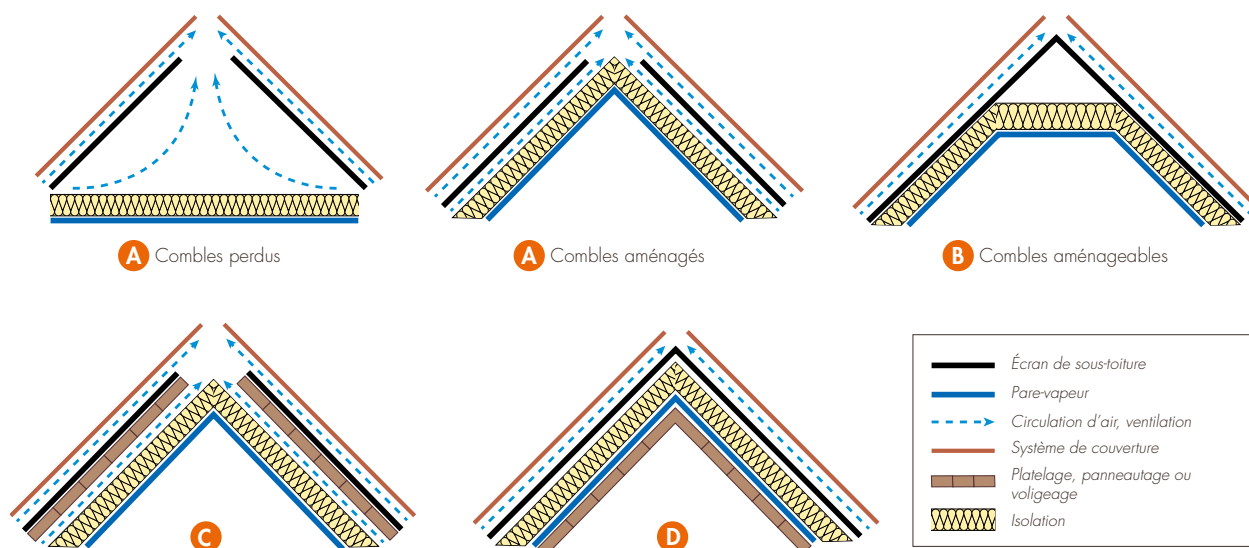 A Combles perdus
A Combles aménagés
B Combles aménageables
C
D
Écran de sous-toiture
Pare-vapeur
Circulation d'air, ventilation
Système de couverture
Platelage, panneautage ou
voligeage
Isolation